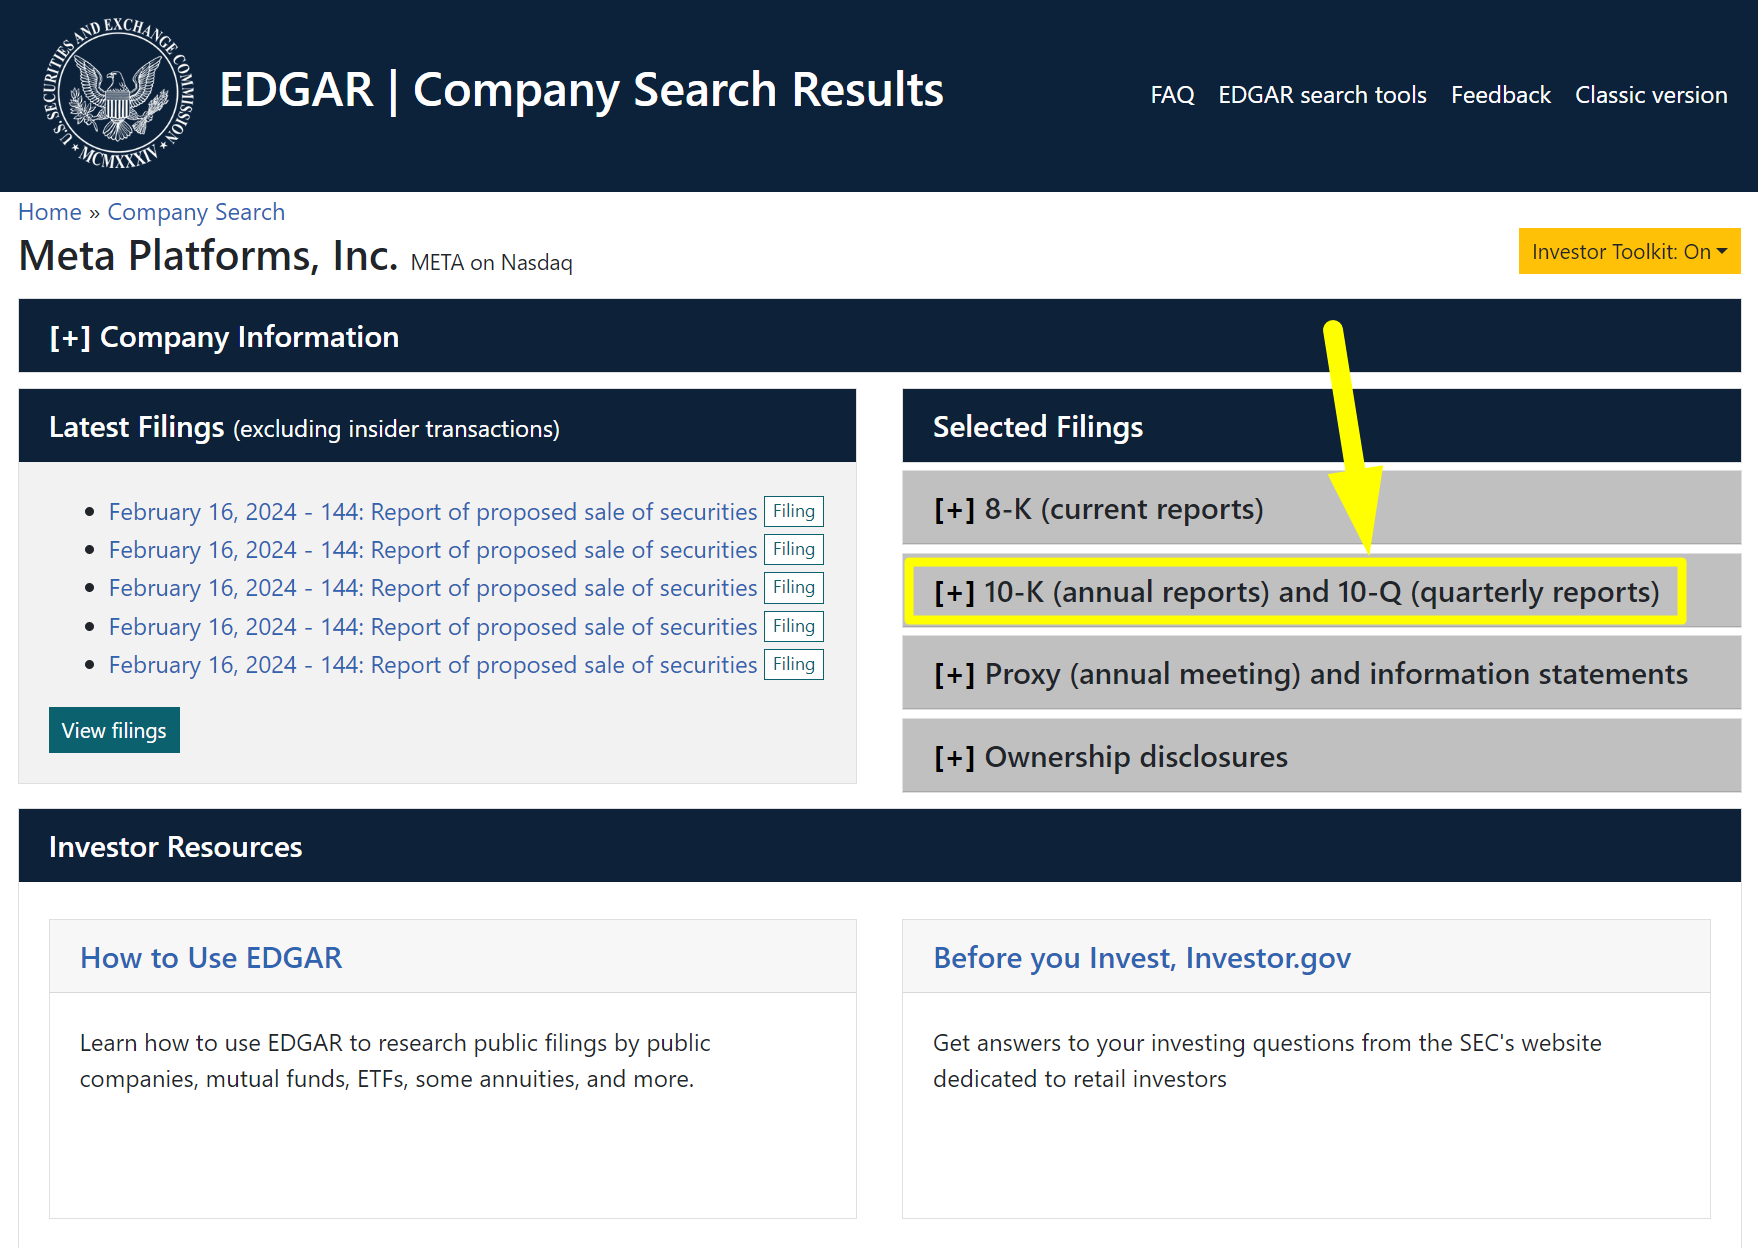 U.S. SECURITIES AND EXCHANGE COMMISSION
MCMXXXIV
EDGAR | Company Search Results
FAQ EDGAR search tools Feedback Classic version
Home » Company Search
Meta Platforms, Inc. META on Nasdaq
Investor Toolkit: On
[+] Company Information
Latest Filings (excluding insider transactions)
February 16, 2024 - 144: Report of proposed sale of securities Filing
February 16, 2024 - 144: Report of proposed sale of securities Filing
February 16, 2024 - 144: Report of proposed sale of securities Filing
February 16, 2024 - 144: Report of proposed sale of securities Filing
February 16, 2024 - 144: Report of proposed sale of securities Filing
View filings
Selected Filings
[+] 8-K (current reports)
[+] 10-K (annual reports) and 10-Q (quarterly reports)
[+] Proxy (annual meeting) and information statements
[+] Ownership disclosures
Investor Resources
How to Use EDGAR
Learn how to use EDGAR to research public filings by public
companies, mutual funds, ETFs, some annuities, and more.
Before you Invest, Investor.gov
Get answers to your investing questions from the SEC's website
dedicated to retail investors